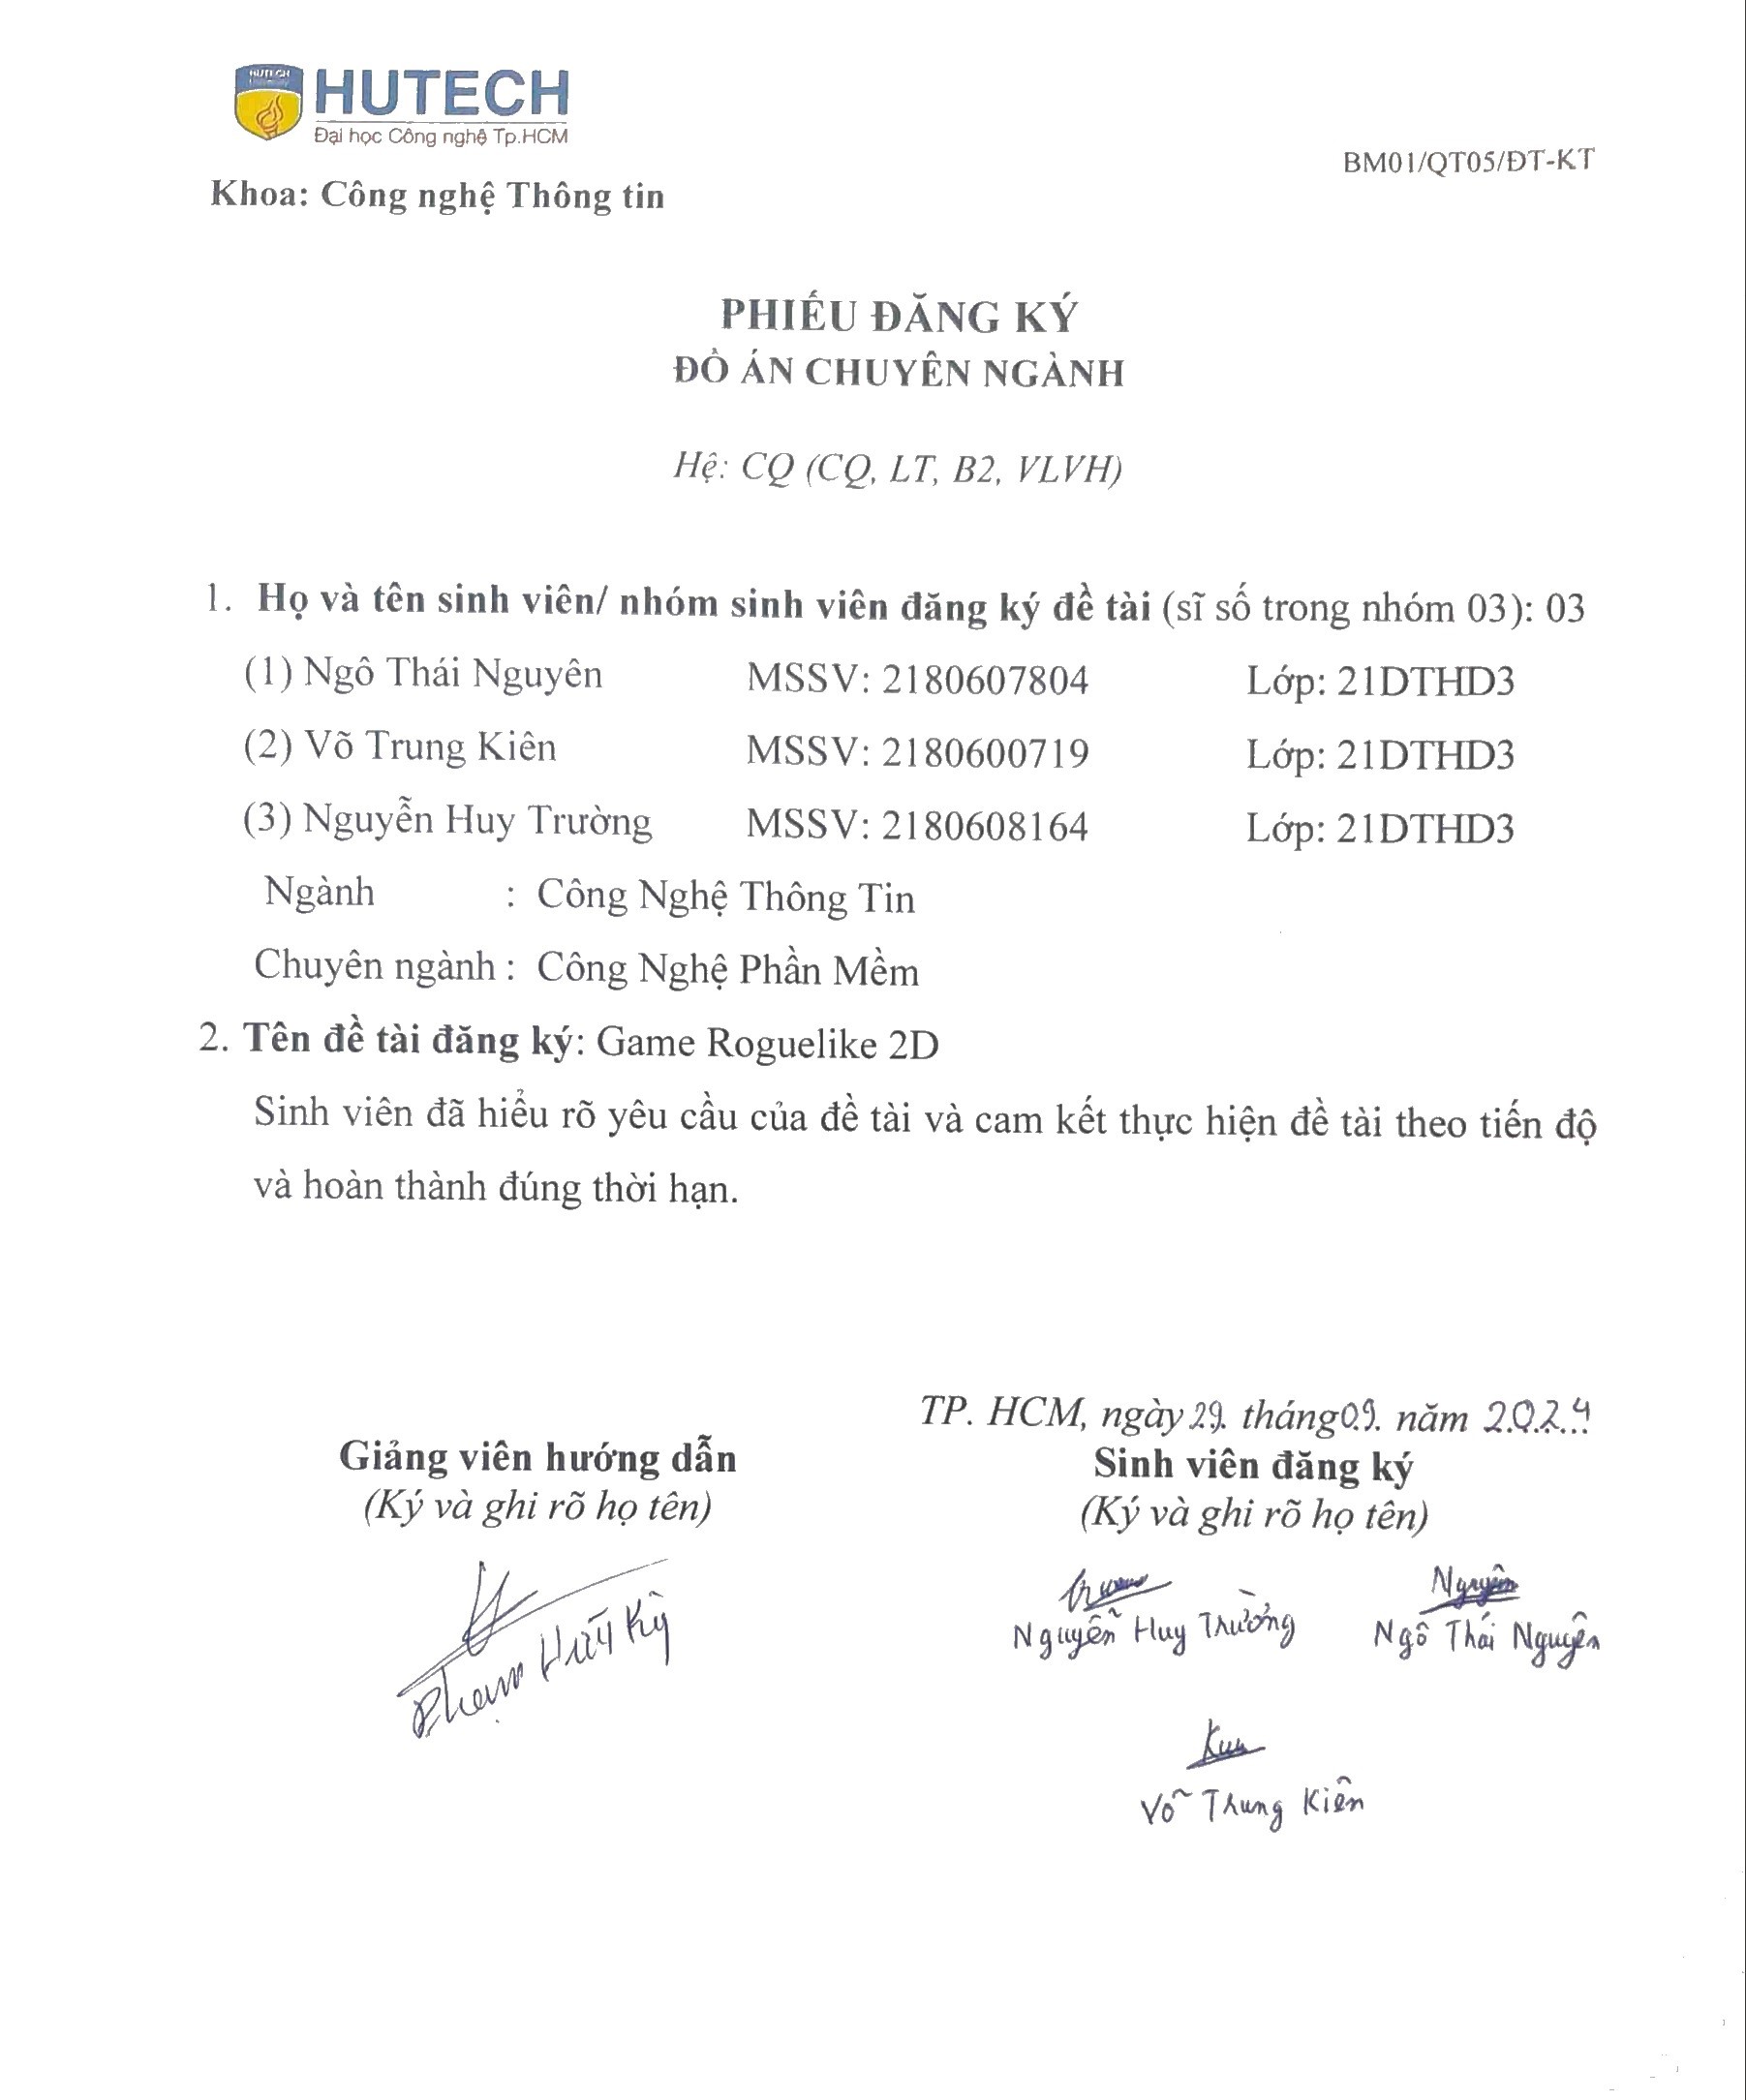 HUTECH
HUTECH
Đại học Công nghệ Tp.HCM
BM01/QT05/ĐT-KT
Khoa: Công nghệ Thông tin
PHIẾU ĐĂNG KÝ
ĐỒ ÁN CHUYÊN NGÀNH
Hệ: CQ (CQ, LT, B2, VLVH)
1. Họ và tên sinh viên/ nhóm sinh viên đăng ký đề tài (sĩ số trong nhóm 03): 03
(1) Ngô Thái Nguyên MSSV: 2180607804 Lớp: 21DTHD3
(2) Võ Trung Kiên MSSV: 2180600719 Lớp: 21DTHD3
(3) Nguyễn Huy Trường MSSV: 2180608164 Lớp: 21DTHD3
Ngành : Công Nghệ Thông Tin
Chuyên ngành : Công Nghệ Phần Mềm
2. Tên đề tài đăng ký: Game Roguelike 2D
Sinh viên đã hiểu rõ yêu cầu của đề tài và cam kết thực hiện đề tài theo tiến độ
và hoàn thành đúng thời hạn.
TP. HCM, ngày 29. tháng 09. năm 2024
Giảng viên hướng dẫn Sinh viên đăng ký
(Ký và ghi rõ họ tên) (Ký và ghi rõ họ tên)
Nguyên
Phạm Hữu Kỳ Nguyễn Huy Trường Ngô Thái Nguyên
Võ Trung Kiên